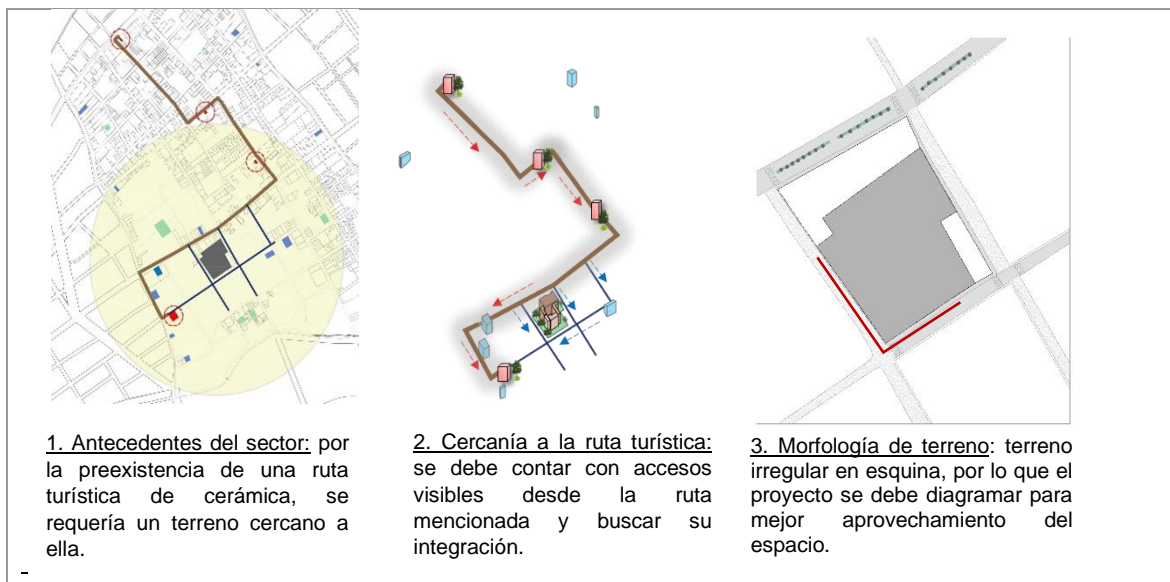 1. Antecedentes del sector: por
la preexistencia de una ruta
turística de cerámica, se
requería un terreno cercano a
ella.
2. Cercanía a la ruta turística:
se debe contar con accesos
visibles desde la ruta
mencionada y buscar su
integración.
3. Morfología de terreno: terreno
irregular en esquina, por lo que el
proyecto se debe diagramar para
mejor aprovechamiento del
espacio.